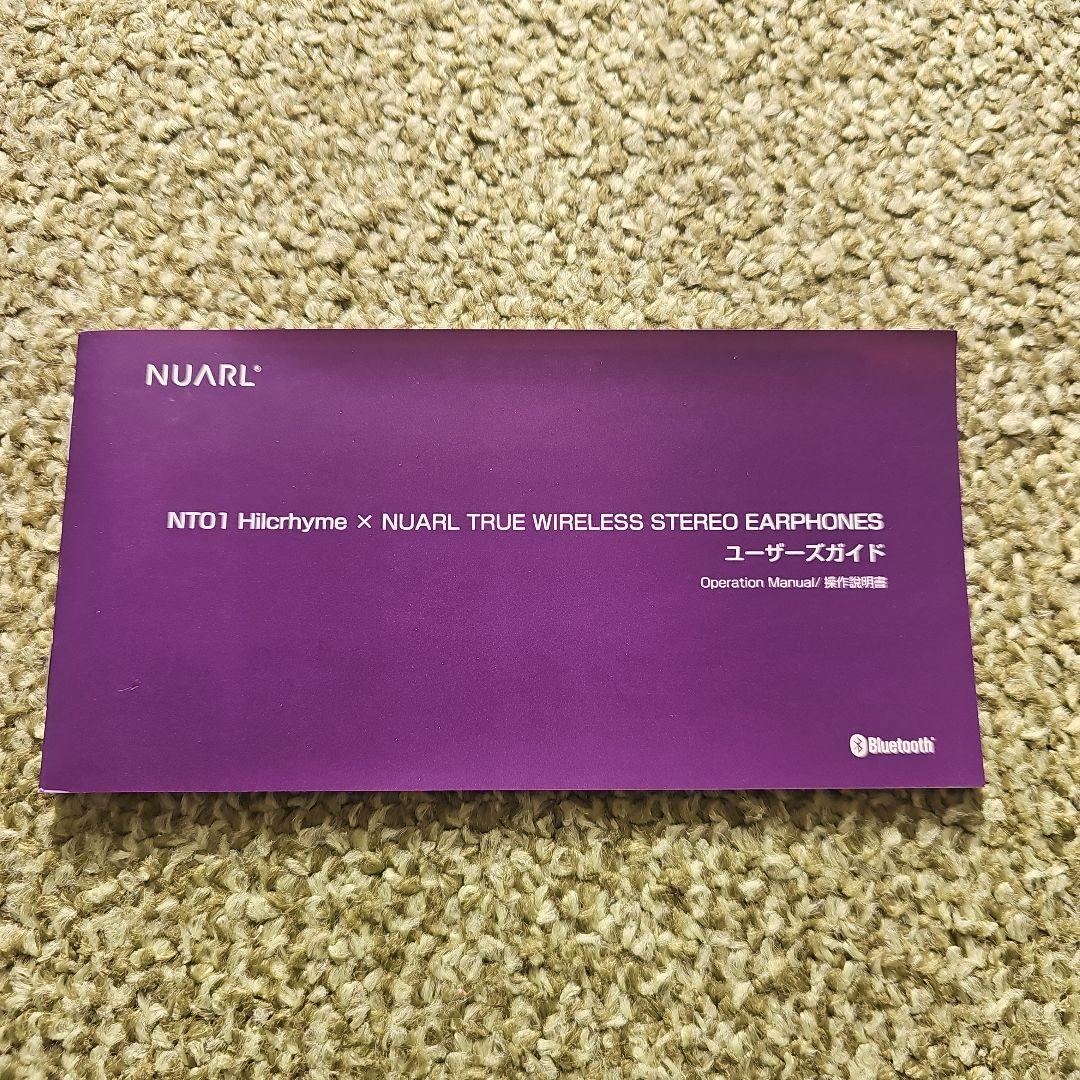 NUARL®
NT01 Hilcrhyme × NUARL TRUE WIRELESS STEREO EARPHONES
ユーザーズガイド
Operation Manual/ 操作説明書
Bluetooth®